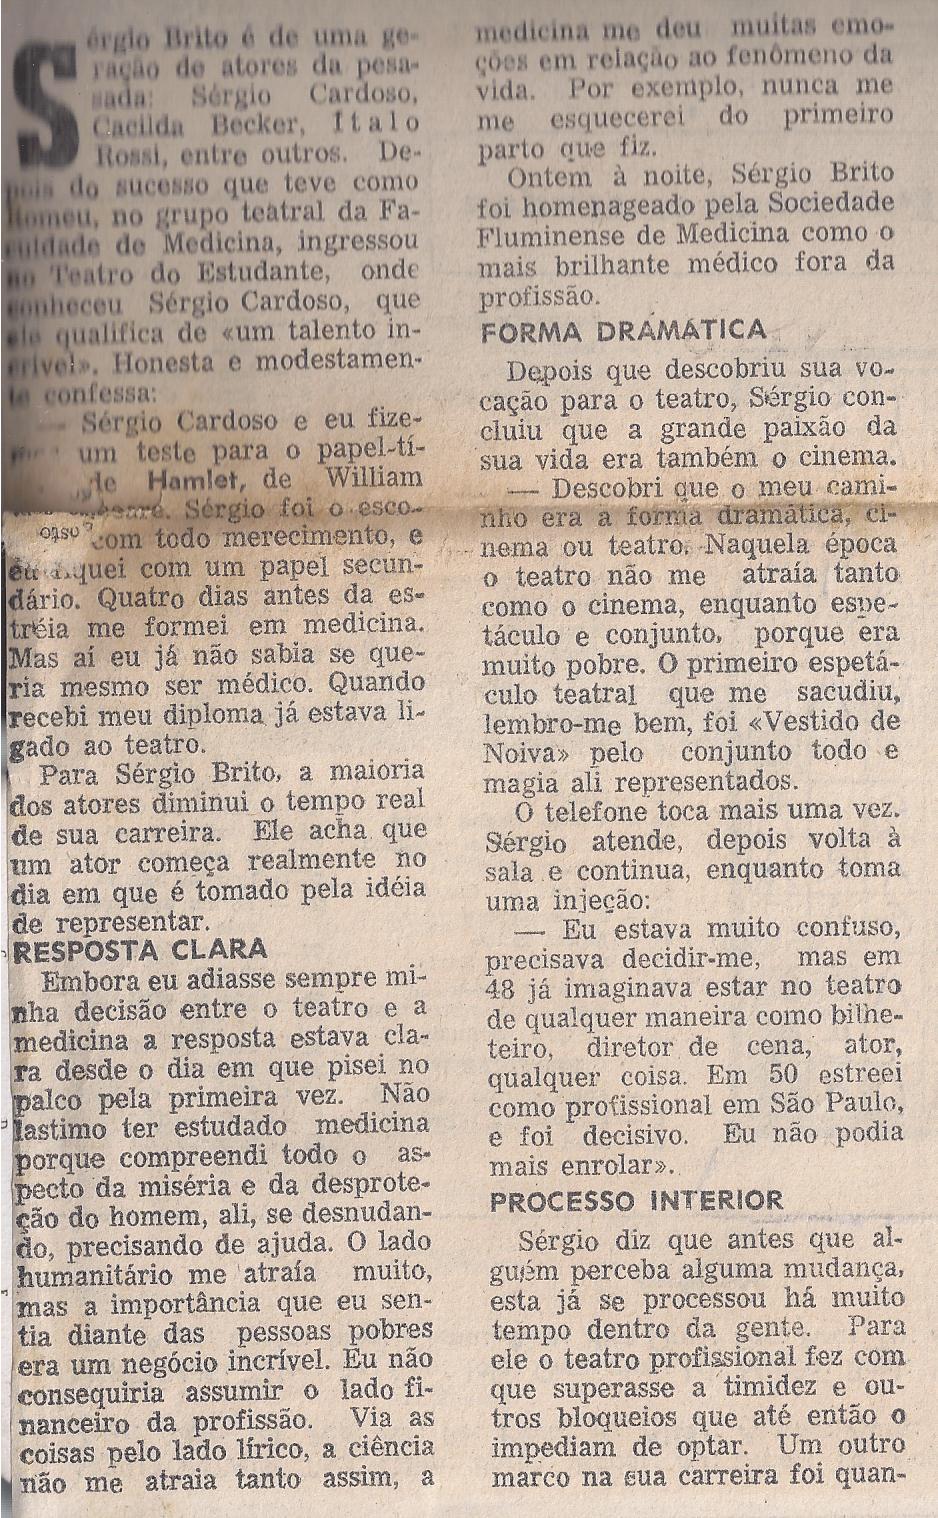 Sérgio Brito é de uma ge-
ração de atores da pesa-
sada: Sérgio Cardoso,
Cacilda Becker, Italo
Rossi, entre outros. De-
pois do sucesso que teve como
Romeu, no grupo teatral da Fa-
culdade de Medicina, ingressou
no Teatro do Estudante, onde
conheceu Sérgio Cardoso, que
ele qualifica de «um talento in-
crível». Honesta e modestamen-
te confessa:
— Sérgio Cardoso e eu fize-
um teste para o papel-tí-
de Hamlet, de William
Sérgio foi o esco-
com todo merecimento, e
eu fiquei com um papel secun-
dário. Quatro dias antes da es-
tréia me formei em medicina.
Mas aí eu já não sabia se que-
ria mesmo ser médico. Quando
recebi meu diploma já estava li-
gado ao teatro.
Para Sérgio Brito, a maioria
dos atores diminui o tempo real
de sua carreira. Ele acha que
um ator começa realmente no
dia em que é tomado pela idéia
de representar.
RESPOSTA CLARA
Embora eu adiasse sempre mi-
nha decisão entre o teatro e a
medicina a resposta estava cla-
ra desde o dia em que pisei no
palco pela primeira vez. Não
lastimo ter estudado medicina
porque compreendi todo o as-
pecto da miséria e da desprote-
ção do homem, ali, se desnudan-
do, precisando de ajuda. O lado
humanitário me atraía muito,
mas a importância que eu sen-
tia diante das pessoas pobres
era um negócio incrível. Eu não
consequiria assumir o lado fi-
nanceiro da profissão. Via as
coisas pelo lado lírico, a ciência
não me atraia tanto assim, a
medicina me deu muitas emo-
ções em relação ao fenômeno da
vida. Por exemplo, nunca me
me esquecerei do primeiro
parto que fiz.
Ontem à noite, Sérgio Brito
foi homenageado pela Sociedade
Fluminense de Medicina como o
mais brilhante médico fora da
profissão.
FORMA DRAMÁTICA
Depois que descobriu sua vo-
cação para o teatro, Sérgio con-
cluiu que a grande paixão da
sua vida era também o cinema.
— Descobri que o meu cami-
nho era a forma dramática, ci-
nema ou teatro. Naquela época
o teatro não me atraía tanto
como o cinema, enquanto espe-
táculo e conjunto, porque era
muito pobre. O primeiro espetá-
culo teatral que me sacudiu,
lembro-me bem, foi «Vestido de
Noiva» pelo conjunto todo e
magia ali representados.
O telefone toca mais uma vez.
Sérgio atende, depois volta à
sala e continua, enquanto toma
uma injeção:
— Eu estava muito confuso,
precisava decidir-me, mas em
48 já imaginava estar no teatro
de qualquer maneira como bilhe-
teiro, diretor de cena, ator,
qualquer coisa. Em 50 estreei
como profissional em São Paulo,
e foi decisivo. Eu não podia
mais enrolar».
PROCESSO INTERIOR
Sérgio diz que antes que al-
guém perceba alguma mudança,
esta já se processou há muito
tempo dentro da gente. Para
ele o teatro profissional fez com
que superasse a timidez e ou-
tros bloqueios que até então o
impediam de optar. Um outro
marco na sua carreira foi quan-